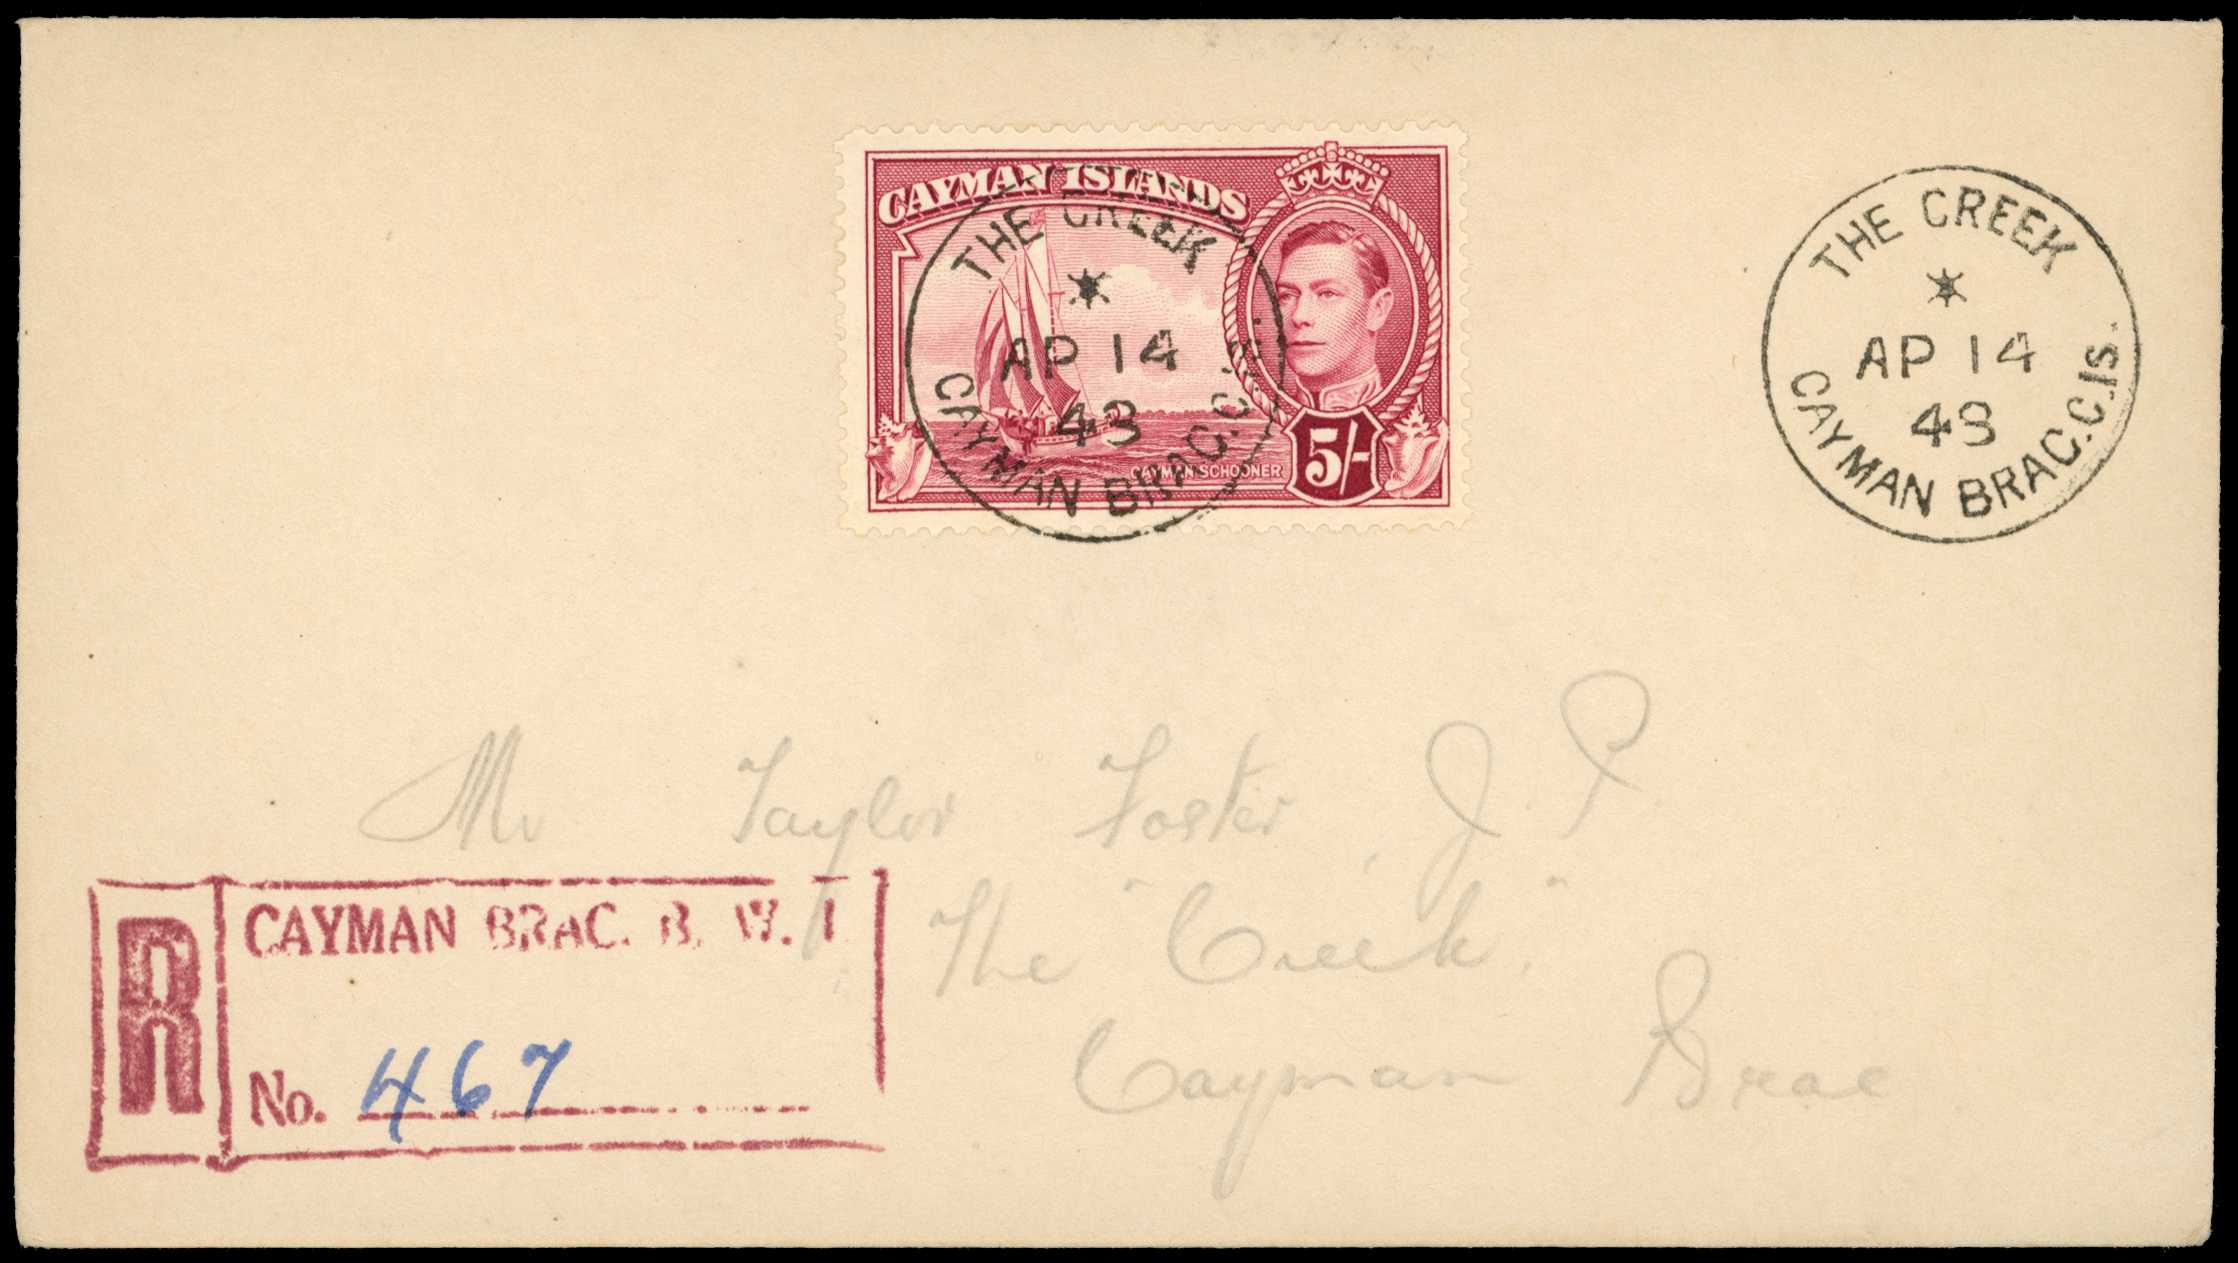 CAYMAN ISLANDS
CAYMAN SCHOONER
5/-
THE CREEK
AP 14
43
CAYMAN BRAC. C. Is.
THE CREEK
AP 14
43
CAYMAN BRAC. C. Is.
Mr Taylor Foster, J. P.
The "Creek."
Cayman Brac
R
CAYMAN BRAC. B. W. I
No. 467